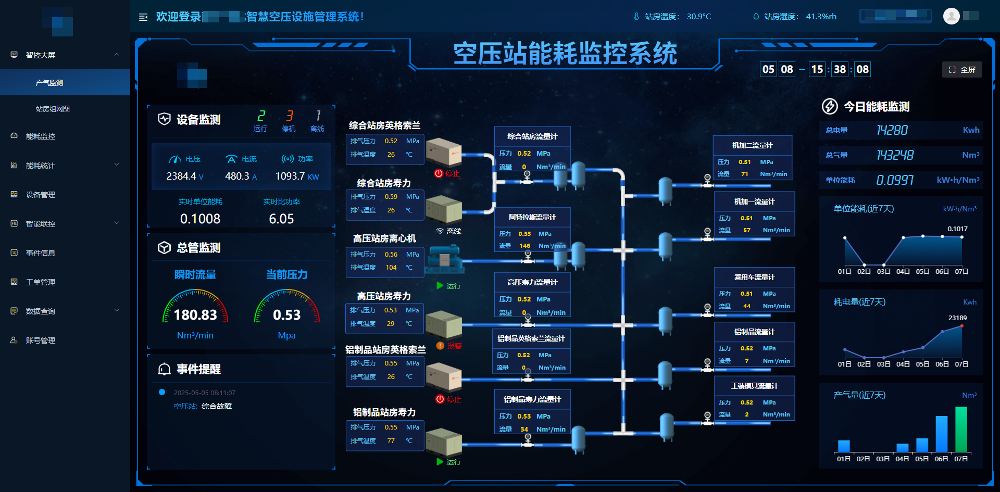 欢迎登录
智慧空压设施管理系统！
站房温度： 30.9°C
站房湿度： 41.3%rh
智控大屏
产气监测
站房组网图
能耗监控
能耗统计
设备管理
智能联控
事件信息
工单管理
数据查询
账号管理
空压站能耗监控系统
05 08 – 15 : 38 : 08
全屏
设备监测
2 3 1
运行 停机 离线
电压 电流 功率
2384.4 V 480.3 A 1093.7 KW
实时单位能耗 实时比功率
0.1008 6.05
总管监测
瞬时流量 当前压力
180.83 0.53
Nm³/min Mpa
事件提醒
2025-05-05 08:11:07
空压站: 综合故障
综合站房英格索兰
排气压力 0.52 MPa
排气温度 26 ℃
停止
综合站房寿力
排气压力 0.59 MPa
排气温度 26 ℃
离线
高压站房离心机
排气压力 0.56 MPa
排气温度 104 ℃
运行
高压站房寿力
排气压力 0.53 MPa
排气温度 29 ℃
报警
铝制品站房英格索兰
排气压力 0.55 MPa
排气温度 26 ℃
停止
铝制品站房寿力
排气压力 0.55 MPa
排气温度 77 ℃
运行
综合站房流量计
压力 0.52 MPa
流量 0 Nm³/min
阿特拉斯流量计
压力 0.55 MPa
流量 146 Nm³/min
高压寿力流量计
压力 0.52 MPa
流量 0 Nm³/min
铝制品英格索兰流量计
压力 0.52 MPa
流量 0 Nm³/min
铝制品寿力流量计
压力 0.53 MPa
流量 34 Nm³/min
机加二流量计
压力 0.51 MPa
流量 71 Nm³/min
机加一流量计
压力 0.51 MPa
流量 57 Nm³/min
乘用车流量计
压力 0.51 MPa
流量 44 Nm³/min
铝制品流量计
压力 0.52 MPa
流量 7 Nm³/min
工装模具流量计
压力 0.52 MPa
流量 2 Nm³/min
今日能耗监测
总电量 14280 Kwh
总气量 143248 Nm³
单位能耗 0.0997 kW•h/Nm³
单位能耗(近7天) kW·h/Nm³
0.1017
01日 02日 03日 04日 05日 06日 07日
耗电量(近7天) Kwh
23189
01日 02日 03日 04日 05日 06日 07日
产气量(近7天) Nm³
01日 02日 03日 04日 05日 06日 07日